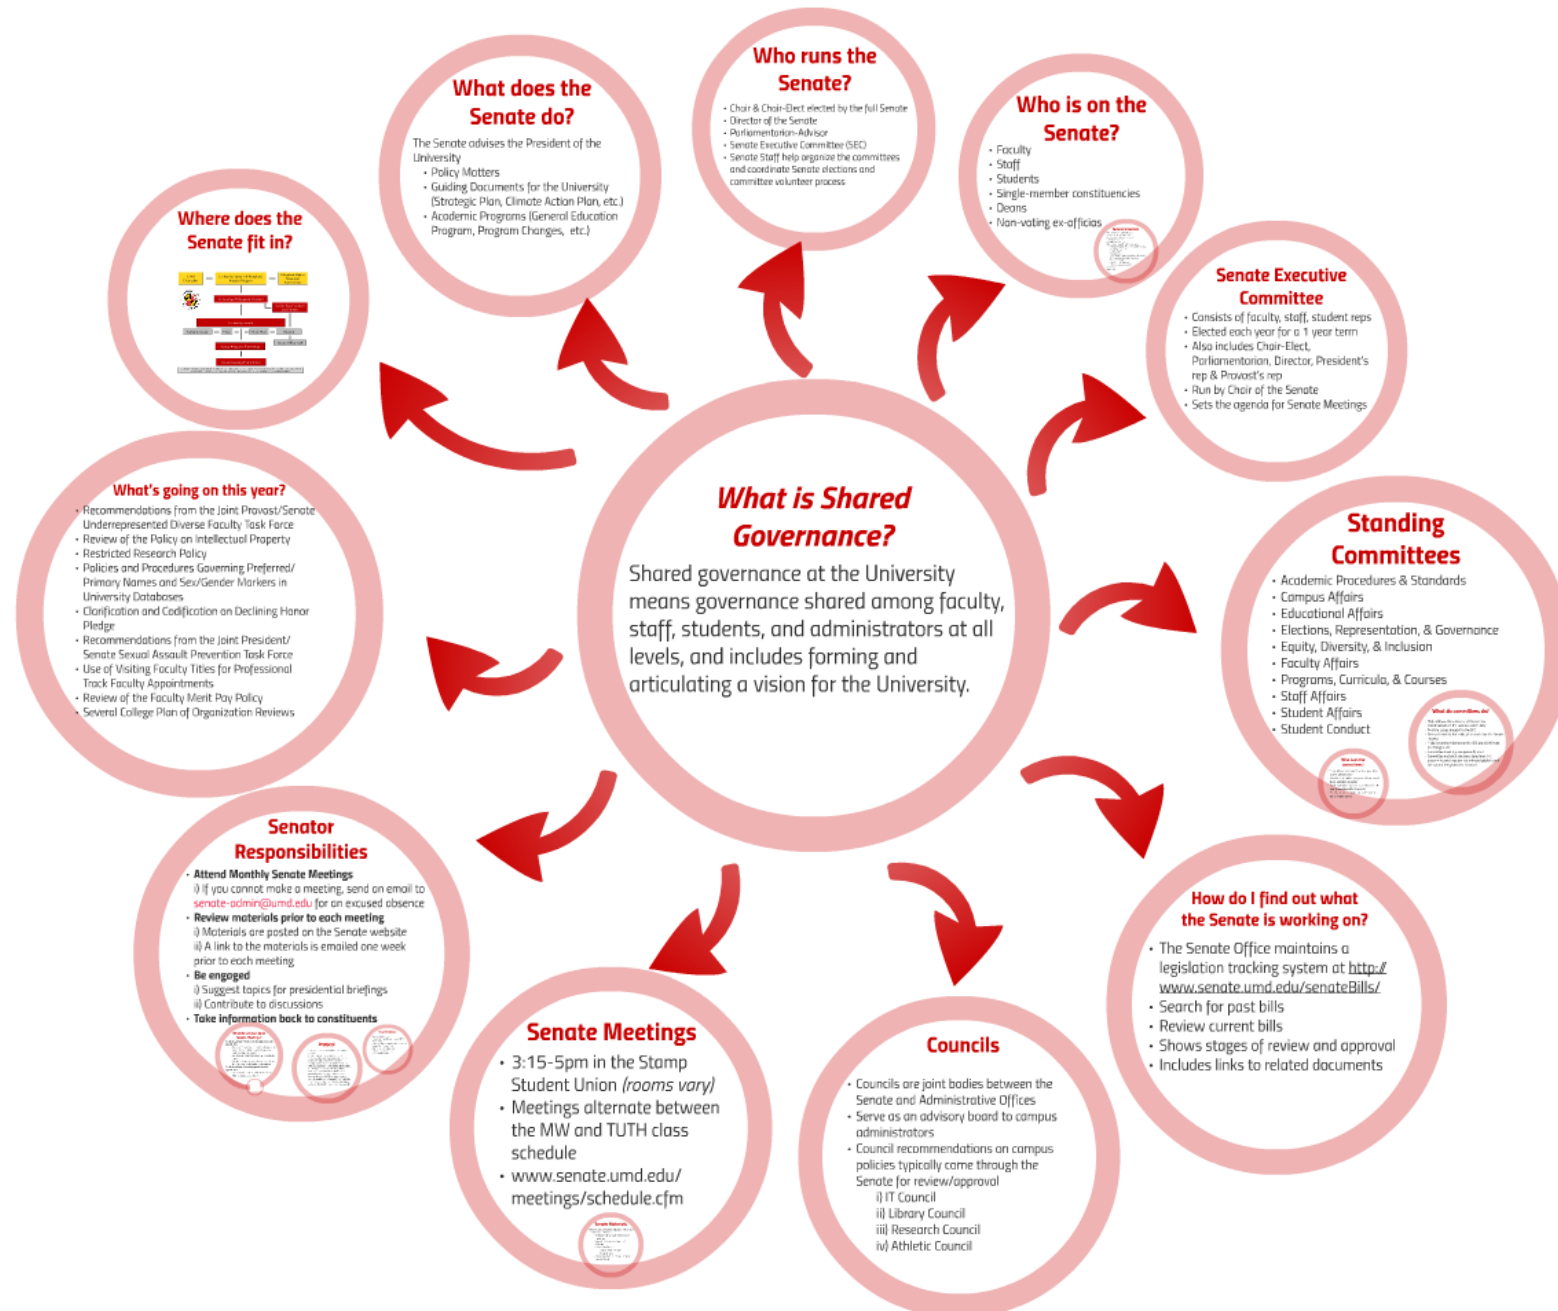 What is Shared
Governance?
Shared governance at the University
means governance shared among faculty,
staff, students, and administrators at all
levels, and includes forming and
articulating a vision for the University.
Where does the
Senate fit in?
What does the
Senate do?
The Senate advises the President of the
University
• Policy Matters
• Guiding Documents for the University
(Strategic Plan, Climate Action Plan, etc.)
• Academic Programs (General Education
Program, Program Changes, etc.)
Who runs the
Senate?
• Chair & Chair-Elect elected by the full Senate
• Director of the Senate
• Parliamentarian-Advisor
• Senate Executive Committee (SEC)
• Senate Staff help organize the committees
and coordinate Senate elections and
committee volunteer process
Who is on the
Senate?
• Faculty
• Staff
• Students
• Single-member constituencies
• Deans
• Non-voting ex-officios
Senate Executive
Committee
• Consists of faculty, staff, student reps
• Elected each year for a 1 year term
• Also includes Chair-Elect,
Parliamentarian, Director, President's
rep & Provost's rep
• Run by Chair of the Senate
• Sets the agenda for Senate Meetings
Standing
Committees
• Academic Procedures & Standards
• Campus Affairs
• Educational Affairs
• Elections, Representation, & Governance
• Equity, Diversity, & Inclusion
• Faculty Affairs
• Programs, Curricula, & Courses
• Staff Affairs
• Student Affairs
• Student Conduct
What do committees do?
How do I find out what
the Senate is working on?
• The Senate Office maintains a
legislation tracking system at http://
www.senate.umd.edu/senateBills/
• Search for past bills
• Review current bills
• Shows stages of review and approval
• Includes links to related documents
Councils
• Councils are joint bodies between the
Senate and Administrative Offices
• Serve as an advisory board to campus
administrators
• Council recommendations on campus
policies typically come through the
Senate for review/approval
i) IT Council
ii) Library Council
iii) Research Council
iv) Athletic Council
Senate Meetings
• 3:15-5pm in the Stamp
Student Union (rooms vary)
• Meetings alternate between
the MW and TUTH class
schedule
• www.senate.umd.edu/
meetings/schedule.cfm
Senate Materials
Senator
Responsibilities
• Attend Monthly Senate Meetings
i) If you cannot make a meeting, send an email to
senate-admin@umd.edu for an excused absence
• Review materials prior to each meeting
i) Materials are posted on the Senate website
ii) A link to the materials is emailed one week
prior to each meeting
• Be engaged
i) Suggest topics for presidential briefings
ii) Contribute to discussions
• Take information back to constituents
What's going on this year?
• Recommendations from the Joint Provost/Senate
Underrepresented Diverse Faculty Task Force
• Review of the Policy on Intellectual Property
• Restricted Research Policy
• Policies and Procedures Governing Preferred/
Primary Names and Sex/Gender Markers in
University Databases
• Clarification and Codification on Declining Honor
Pledge
• Recommendations from the Joint President/
Senate Sexual Assault Prevention Task Force
• Use of Visiting Faculty Titles for Professional
Track Faculty Appointments
• Review of the Faculty Merit Pay Policy
• Several College Plan of Organization Reviews